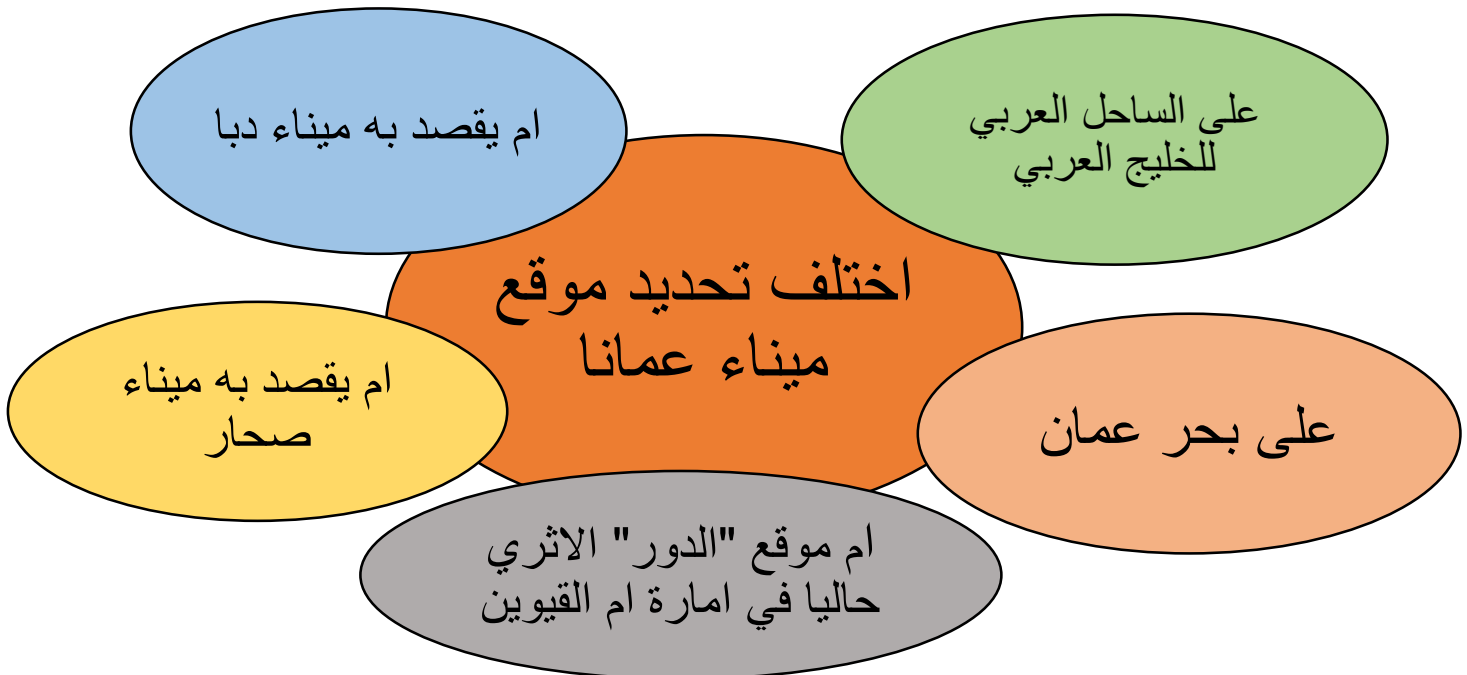 اختلف تحديد موقع
ميناء عمانا
على الساحل العربي
للخليج العربي
على بحر عمان
ام موقع "الدور" الاثري
حاليا في امارة ام القيوين
ام يقصد به ميناء
صحار
ام يقصد به ميناء دبا